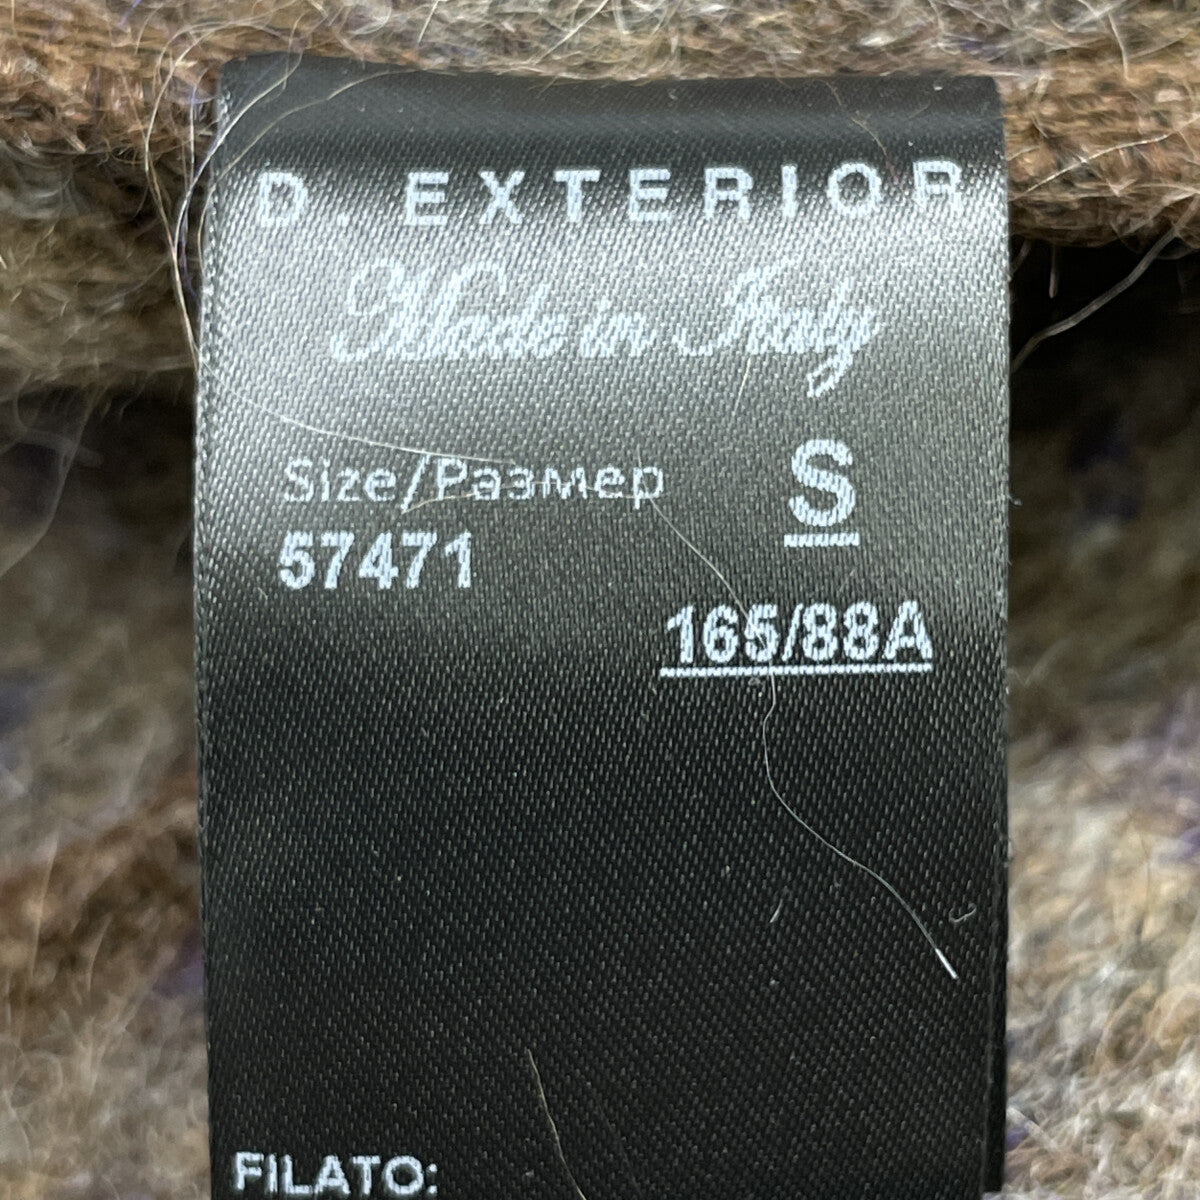 D. EXTERIOR
Made in Italy
Size/Размер S
57471
165/88A
FILATO: